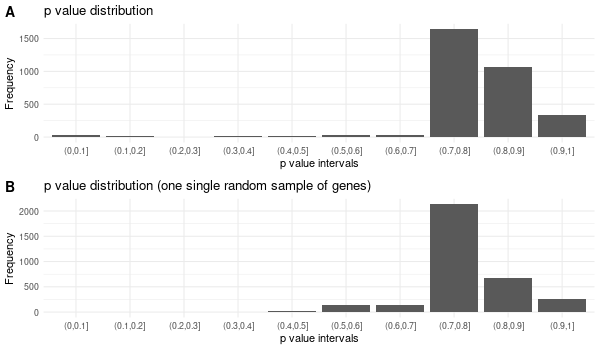 A
p value distribution
Frequency
1500
1000
500
0
(0,0.1] (0.1,0.2] (0.2,0.3] (0.3,0.4] (0.4,0.5] (0.5,0.6] (0.6,0.7] (0.7,0.8] (0.8,0.9] (0.9,1]
p value intervals
B
p value distribution (one single random sample of genes)
Frequency
2000
1500
1000
500
0
(0,0.1] (0.1,0.2] (0.2,0.3] (0.3,0.4] (0.4,0.5] (0.5,0.6] (0.6,0.7] (0.7,0.8] (0.8,0.9] (0.9,1]
p value intervals